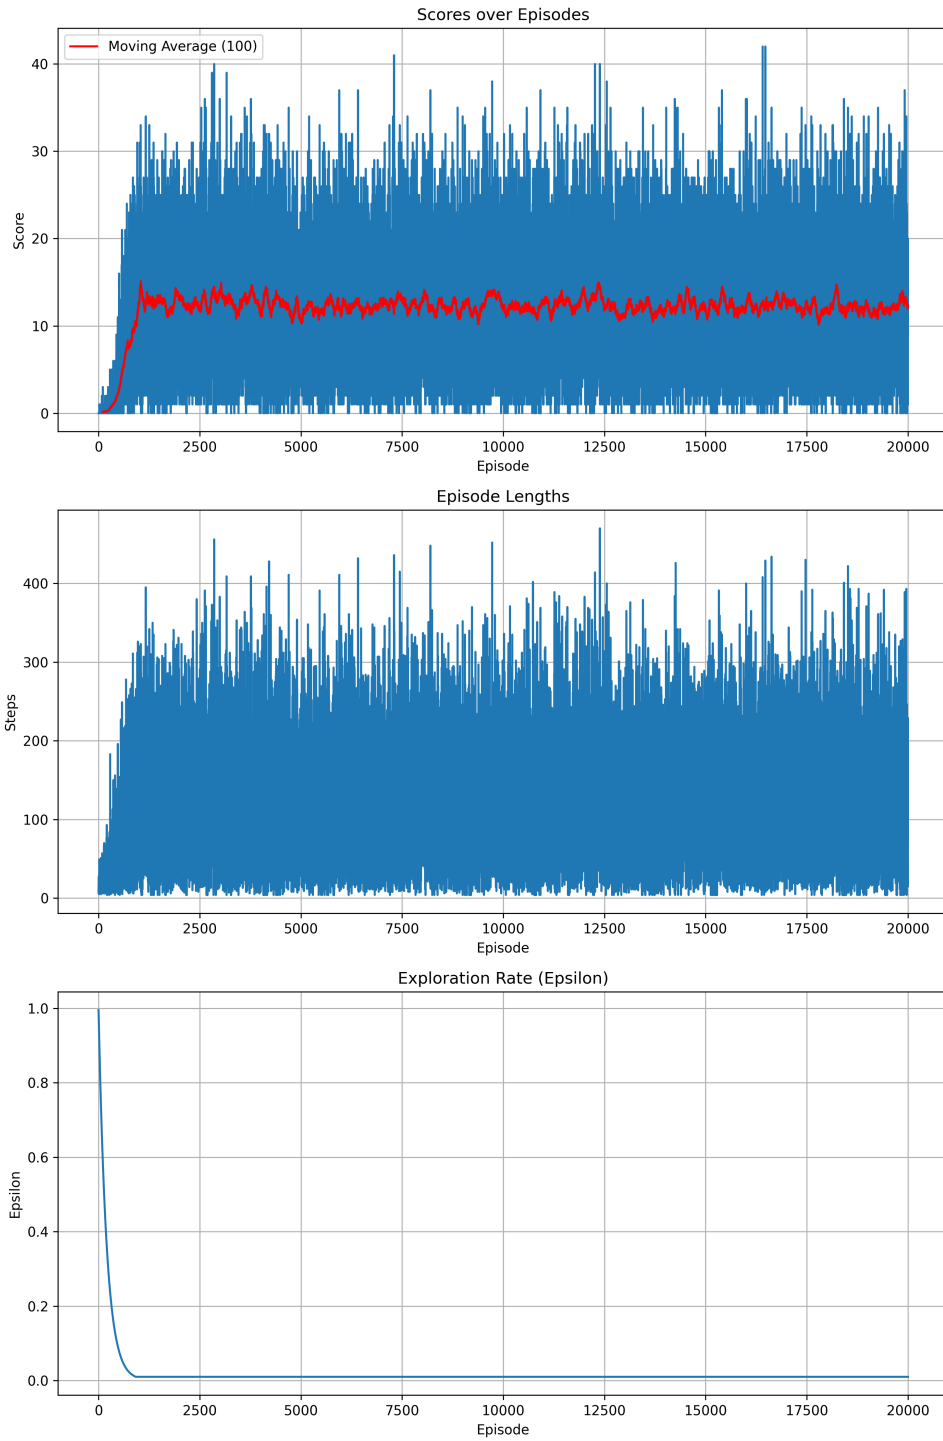 Scores over Episodes
Moving Average (100)
40
30
20
10
0
Score
0 2500 5000 7500 10000 12500 15000 17500 20000
Episode
Episode Lengths
400
300
200
100
0
Steps
0 2500 5000 7500 10000 12500 15000 17500 20000
Episode
Exploration Rate (Epsilon)
1.0
0.8
0.6
0.4
0.2
0.0
Epsilon
0 2500 5000 7500 10000 12500 15000 17500 20000
Episode